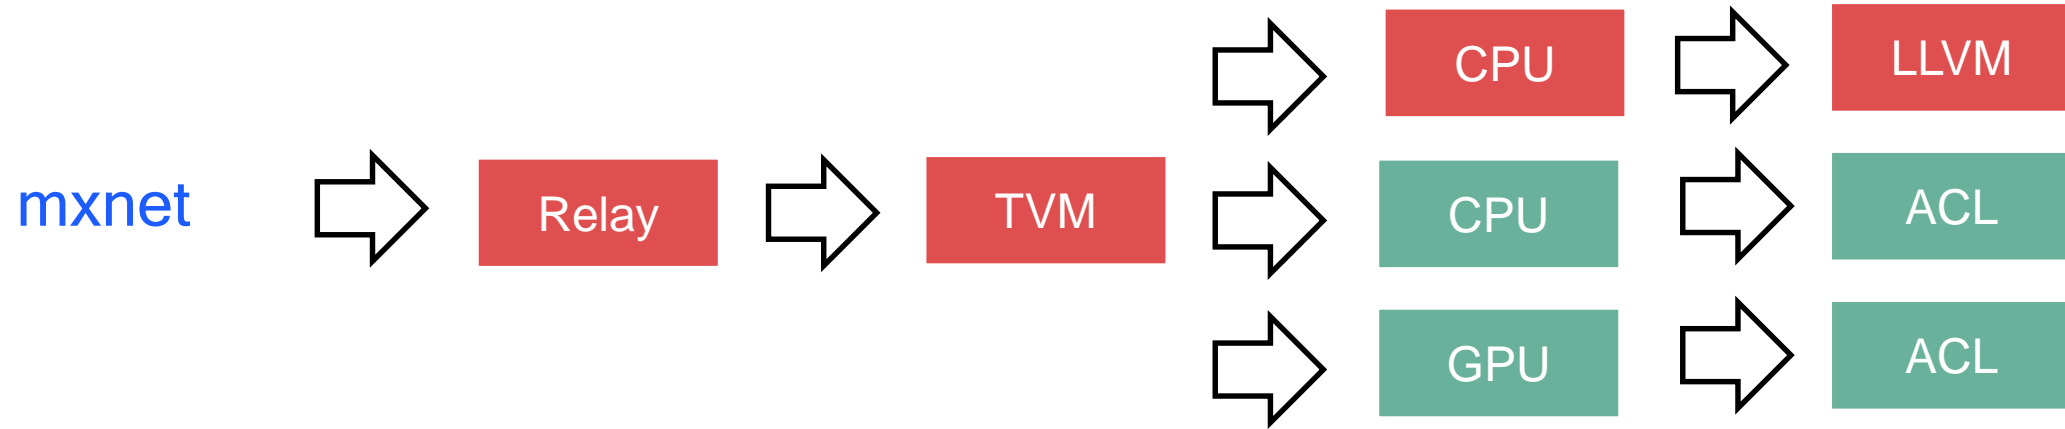 mxnet
Relay
TVM
CPU
LLVM
CPU
ACL
GPU
ACL